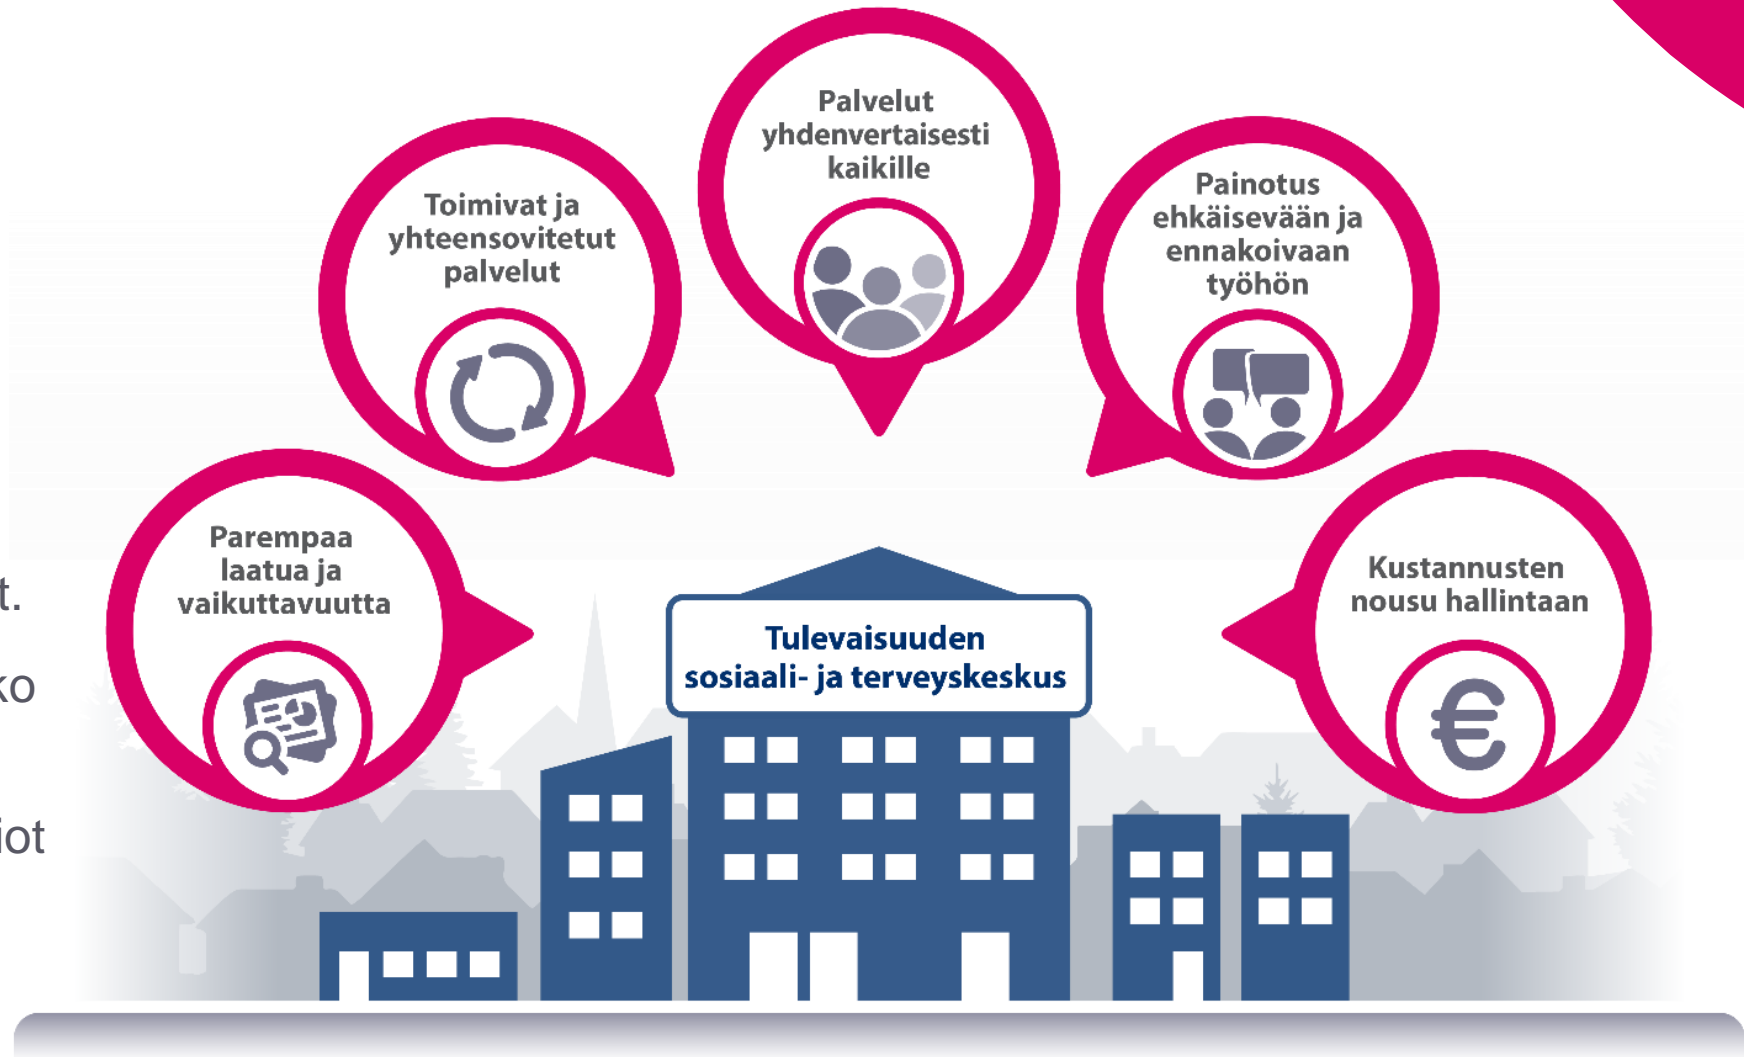 Palvelut
yhdenvertaisesti
kaikille
Toimivat ja
yhteensovitetut
palvelut
Painotus
ehkäisevään ja
ennakoivaan
työhön
Parempaa
laatua ja
vaikuttavuutta
Kustannusten
nousu hallintaan
€
Tulevaisuuden
sosiaali- ja terveyskeskus